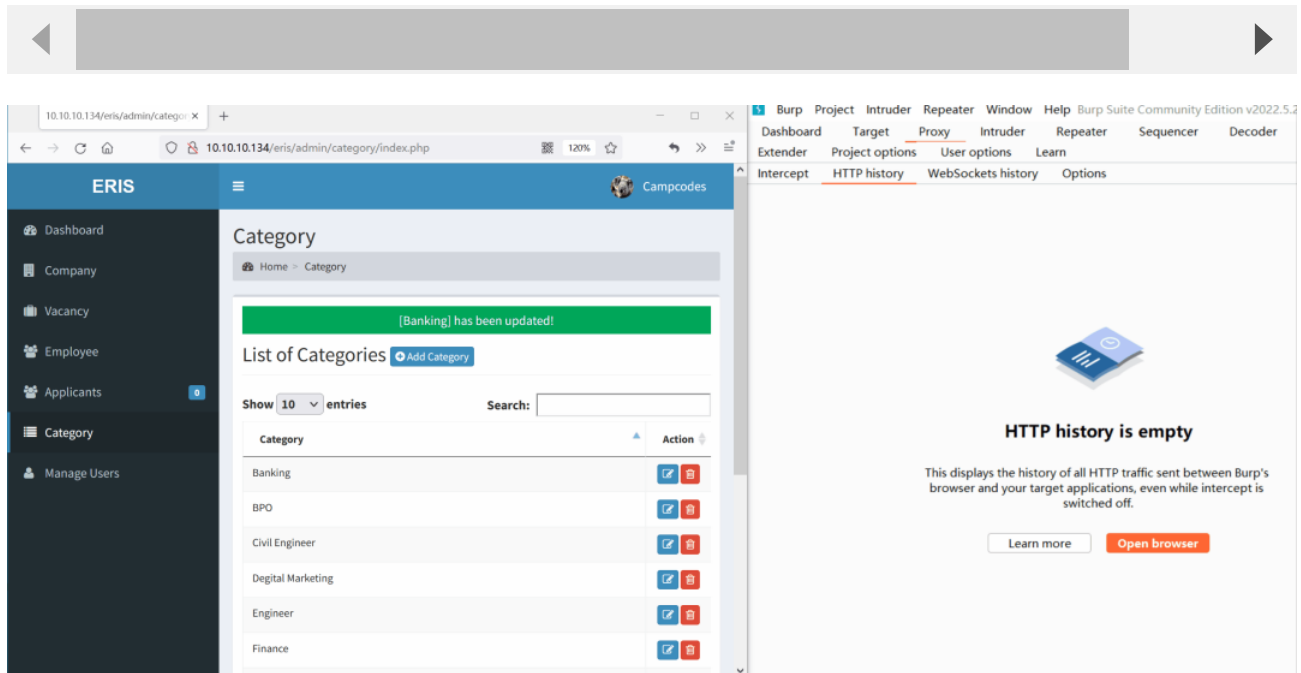 10.10.10.134/eris/admin/categor × +
10.10.10.134/eris/admin/category/index.php 120%
ERIS
Campcodes
Dashboard
Company
Vacancy
Employee
Applicants 0
Category
Manage Users
Category
Home > Category
[Banking] has been updated!
List of Categories Add Category
Show 10 entries Search:
Category Action
Banking
BPO
Civil Engineer
Degital Marketing
Engineer
Finance
Burp Project Intruder Repeater Window Help Burp Suite Community Edition v2022.5.2
Dashboard Target Proxy Intruder Repeater Sequencer Decoder
Extender Project options User options Learn
Intercept HTTP history WebSockets history Options
HTTP history is empty
This displays the history of all HTTP traffic sent between Burp's
browser and your target applications, even while intercept is
switched off.
Learn more Open browser